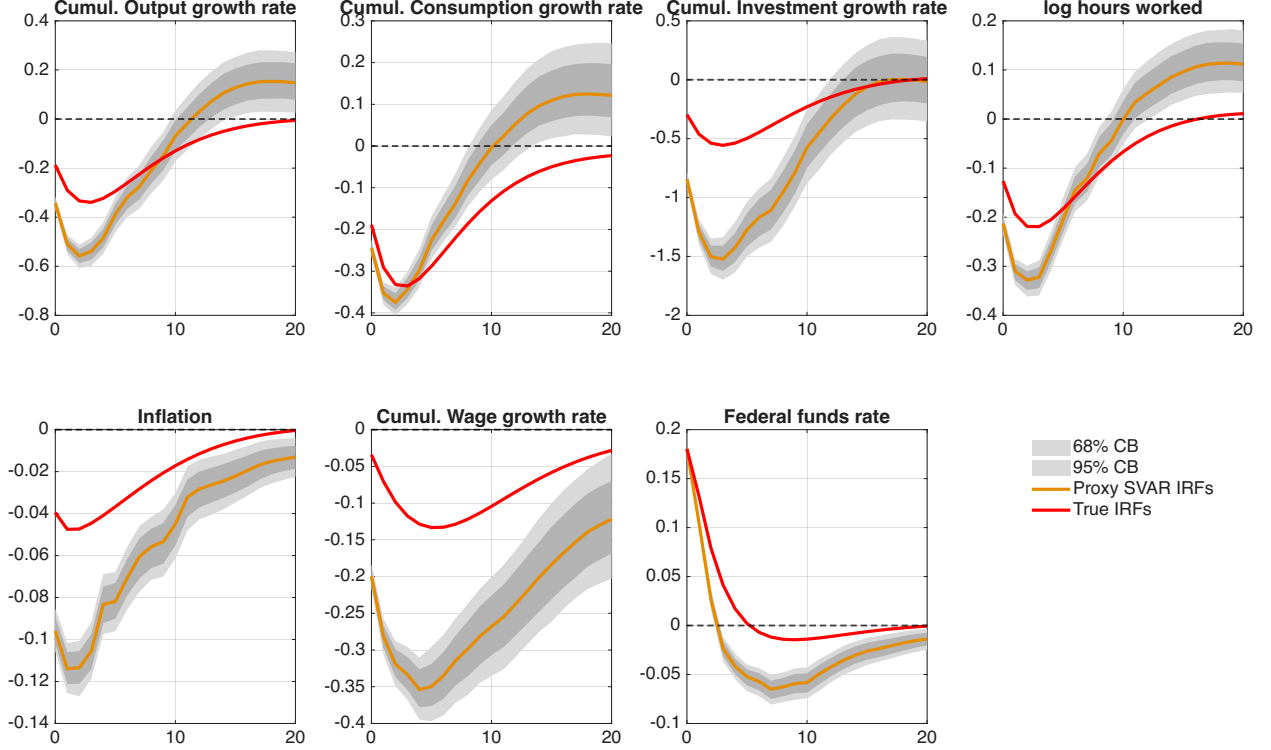 Cumul. Output growth rate
0.4
0.2
0
-0.2
-0.4
-0.6
-0.8
0 10 20
Cumul. Consumption growth rate
0.3
0.2
0.1
0
-0.1
-0.2
-0.3
-0.4
0 10 20
Cumul. Investment growth rate
0.5
0
-0.5
-1
-1.5
-2
0 10 20
log hours worked
0.2
0.1
0
-0.1
-0.2
-0.3
-0.4
0 10 20
Inflation
0
-0.02
-0.04
-0.06
-0.08
-0.1
-0.12
-0.14
0 10 20
Cumul. Wage growth rate
0
-0.05
-0.1
-0.15
-0.2
-0.25
-0.3
-0.35
-0.4
0 10 20
Federal funds rate
0.2
0.15
0.1
0.05
0
-0.05
-0.1
0 10 20
68% CB
95% CB
Proxy SVAR IRFs
True IRFs